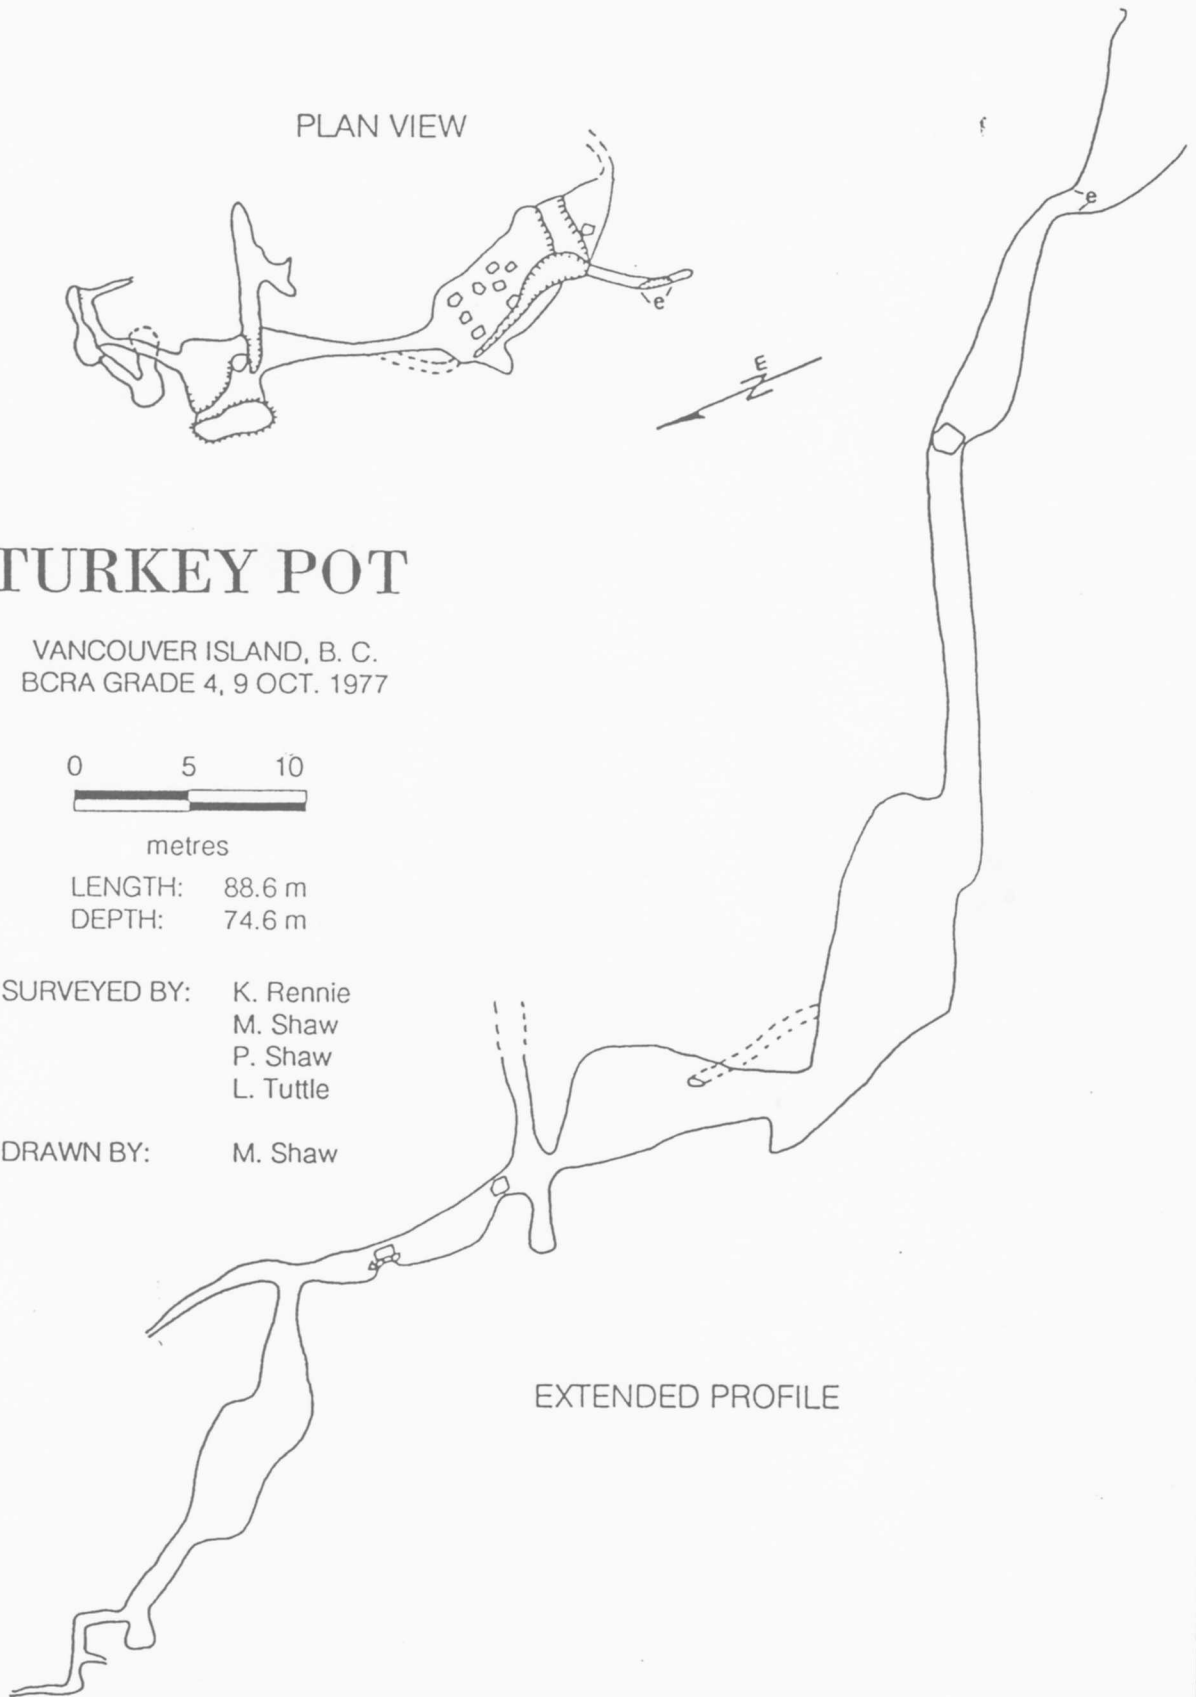 PLAN VIEW
e
e
N
E
TURKEY POT
VANCOUVER ISLAND, B. C.
BCRA GRADE 4, 9 OCT. 1977
0 5 10
metres
LENGTH: 88.6 m
DEPTH: 74.6 m
SURVEYED BY: K. Rennie
M. Shaw
P. Shaw
L. Tuttle
DRAWN BY: M. Shaw
EXTENDED PROFILE